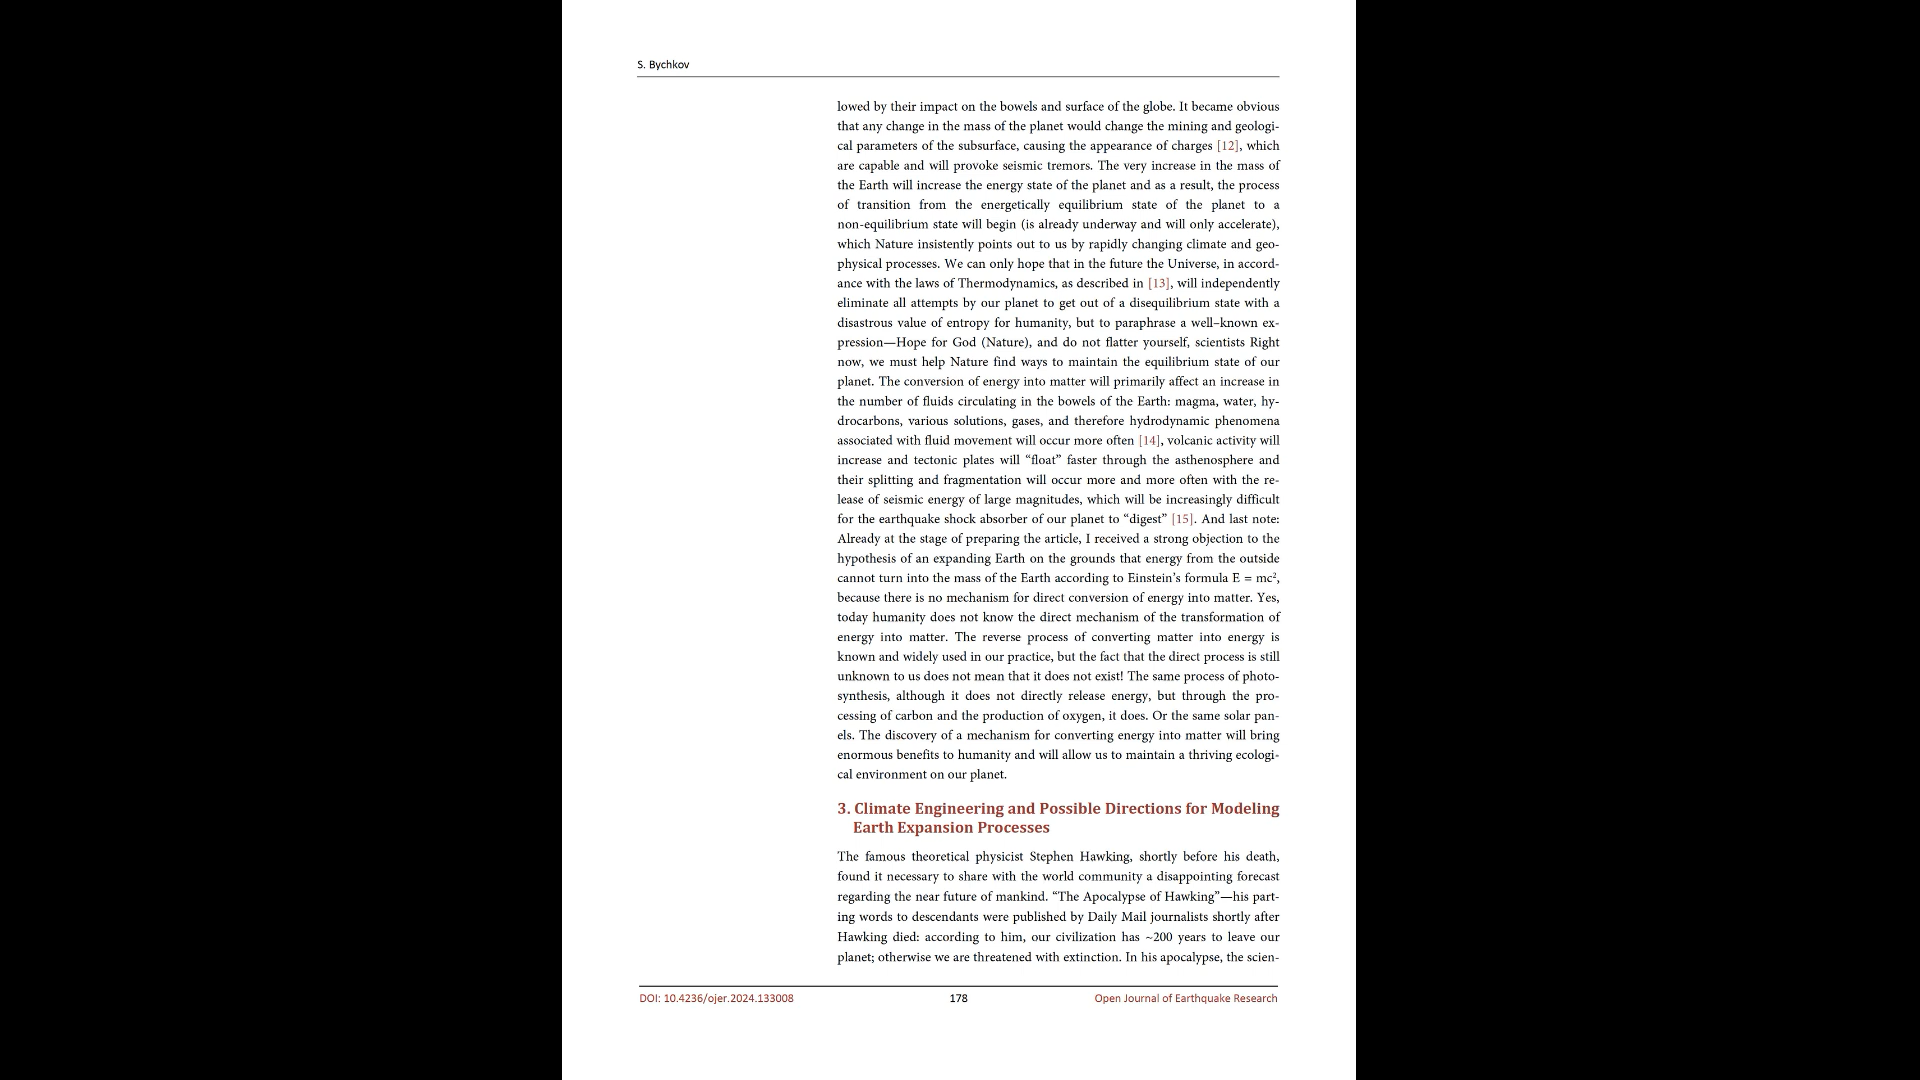 S. Bychkov
lowed by their impact on the bowels and surface of the globe. It became obvious
that any change in the mass of the planet would change the mining and geologi-
cal parameters of the subsurface, causing the appearance of charges [12], which
are capable and will provoke seismic tremors. The very increase in the mass of
the Earth will increase the energy state of the planet and as a result, the process
of transition from the energetically equilibrium state of the planet to a
non-equilibrium state will begin (is already underway and will only accelerate),
which Nature insistently points out to us by rapidly changing climate and geo-
physical processes. We can only hope that in the future the Universe, in accord-
ance with the laws of Thermodynamics, as described in [13], will independently
eliminate all attempts by our planet to get out of a disequilibrium state with a
disastrous value of entropy for humanity, but to paraphrase a well–known ex-
pression—Hope for God (Nature), and do not flatter yourself, scientists Right
now, we must help Nature find ways to maintain the equilibrium state of our
planet. The conversion of energy into matter will primarily affect an increase in
the number of fluids circulating in the bowels of the Earth: magma, water, hy-
drocarbons, various solutions, gases, and therefore hydrodynamic phenomena
associated with fluid movement will occur more often [14], volcanic activity will
increase and tectonic plates will “float” faster through the asthenosphere and
their splitting and fragmentation will occur more and more often with the re-
lease of seismic energy of large magnitudes, which will be increasingly difficult
for the earthquake shock absorber of our planet to “digest” [15]. And last note:
Already at the stage of preparing the article, I received a strong objection to the
hypothesis of an expanding Earth on the grounds that energy from the outside
cannot turn into the mass of the Earth according to Einstein’s formula E = mc²,
because there is no mechanism for direct conversion of energy into matter. Yes,
today humanity does not know the direct mechanism of the transformation of
energy into matter. The reverse process of converting matter into energy is
known and widely used in our practice, but the fact that the direct process is still
unknown to us does not mean that it does not exist! The same process of photo-
synthesis, although it does not directly release energy, but through the pro-
cessing of carbon and the production of oxygen, it does. Or the same solar pan-
els. The discovery of a mechanism for converting energy into matter will bring
enormous benefits to humanity and will allow us to maintain a thriving ecologi-
cal environment on our planet.
3. Climate Engineering and Possible Directions for Modeling
Earth Expansion Processes
The famous theoretical physicist Stephen Hawking, shortly before his death,
found it necessary to share with the world community a disappointing forecast
regarding the near future of mankind. “The Apocalypse of Hawking”—his part-
ing words to descendants were published by Daily Mail journalists shortly after
Hawking died: according to him, our civilization has ~200 years to leave our
planet; otherwise we are threatened with extinction. In his apocalypse, the scien-
DOI: 10.4236/ojer.2024.133008
178
Open Journal of Earthquake Research